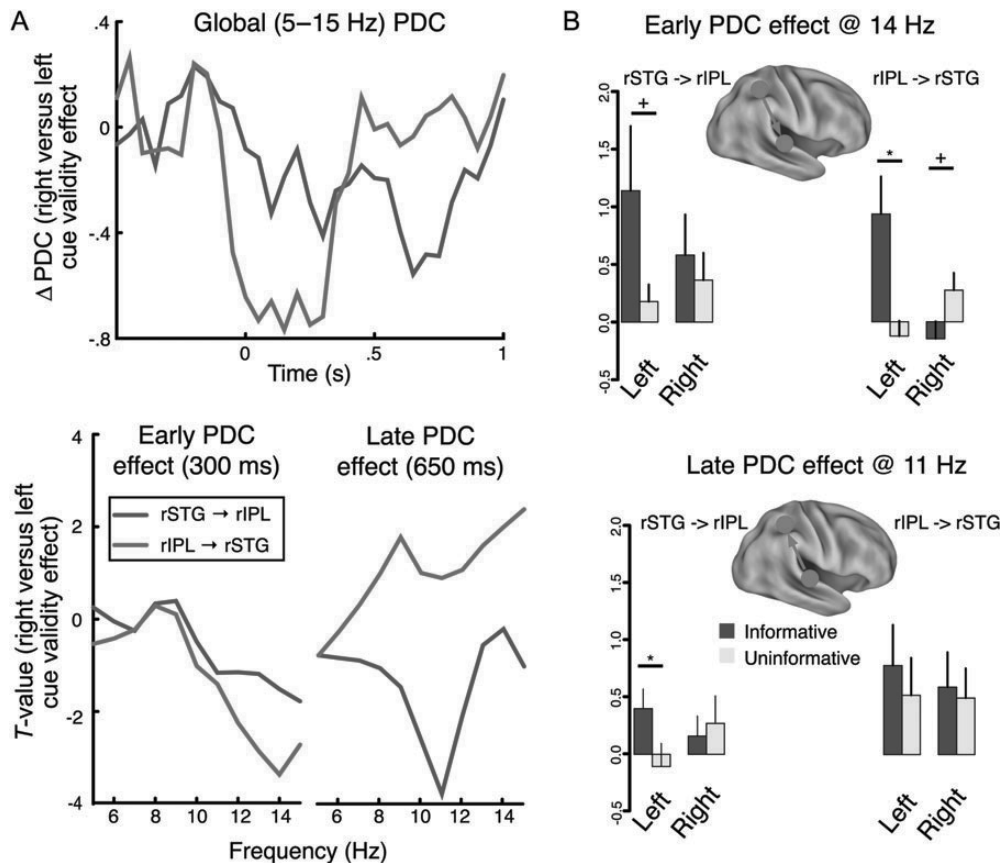 A
Global (5–15 Hz) PDC
Δ PDC (right versus left
cue validity effect
.4
0
-.4
-.8
0
.5
1
Time (s)
Early PDC
effect (300 ms)
Late PDC
effect (650 ms)
rSTG → rIPL
rIPL → rSTG
T-value (right versus left
cue validity effect)
4
2
0
-2
-4
6 8 10 12 14
6 8 10 12 14
Frequency (Hz)
B
Early PDC effect @ 14 Hz
rSTG -> rIPL
rIPL -> rSTG
2.0
1.5
1.0
0.5
0.0
-0.5
+
*
+
Left
Right
Left
Right
Late PDC effect @ 11 Hz
rSTG -> rIPL
rIPL -> rSTG
2.0
1.5
1.0
0.5
0.0
-0.5
Informative
Uninformative
*
Left
Right
Left
Right